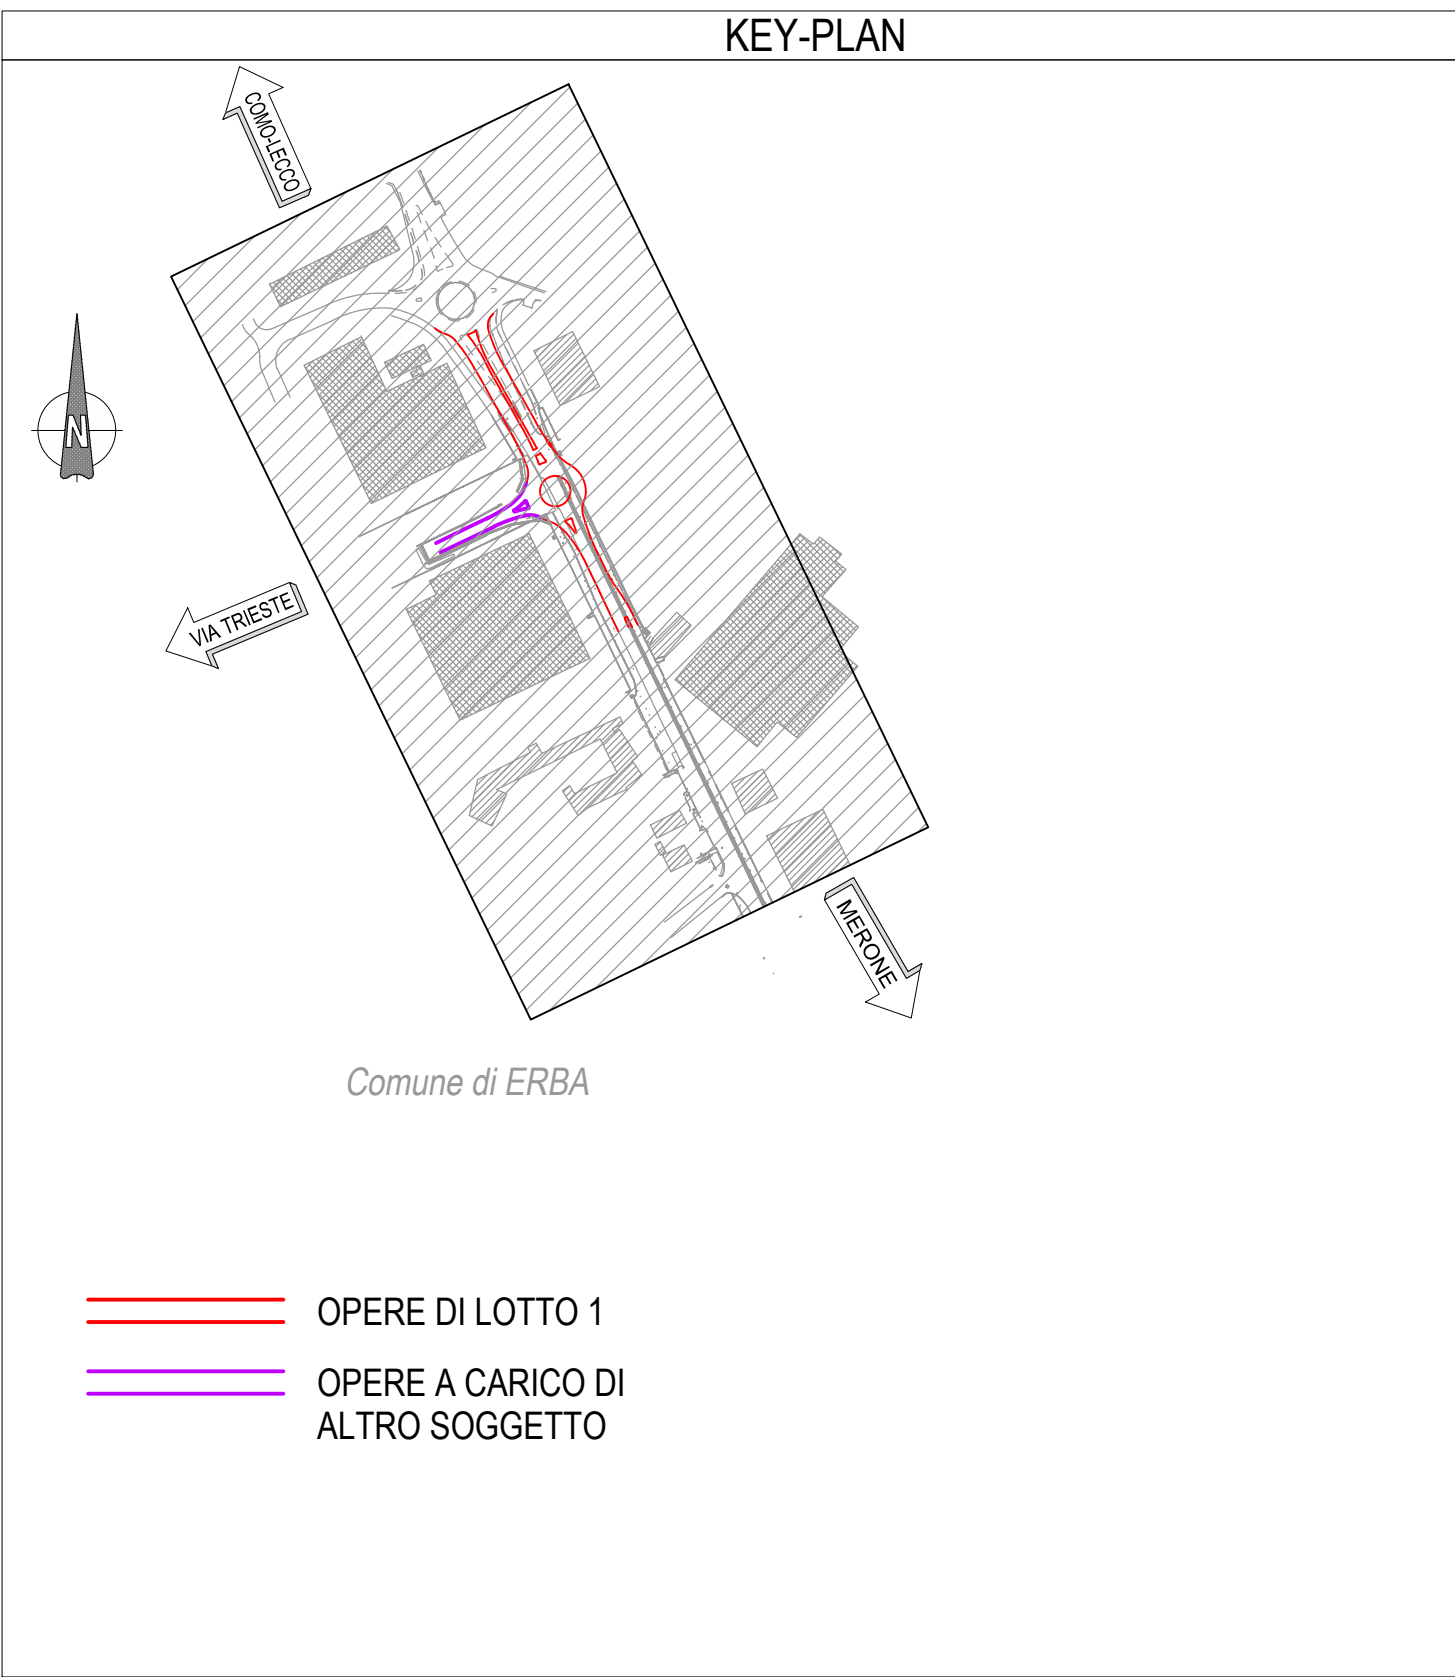 KEY-PLAN
COMO-LECCO
N
VIA TRIESTE
MERONE
Comune di ERBA
OPERE DI LOTTO 1
OPERE A CARICO DI
ALTRO SOGGETTO